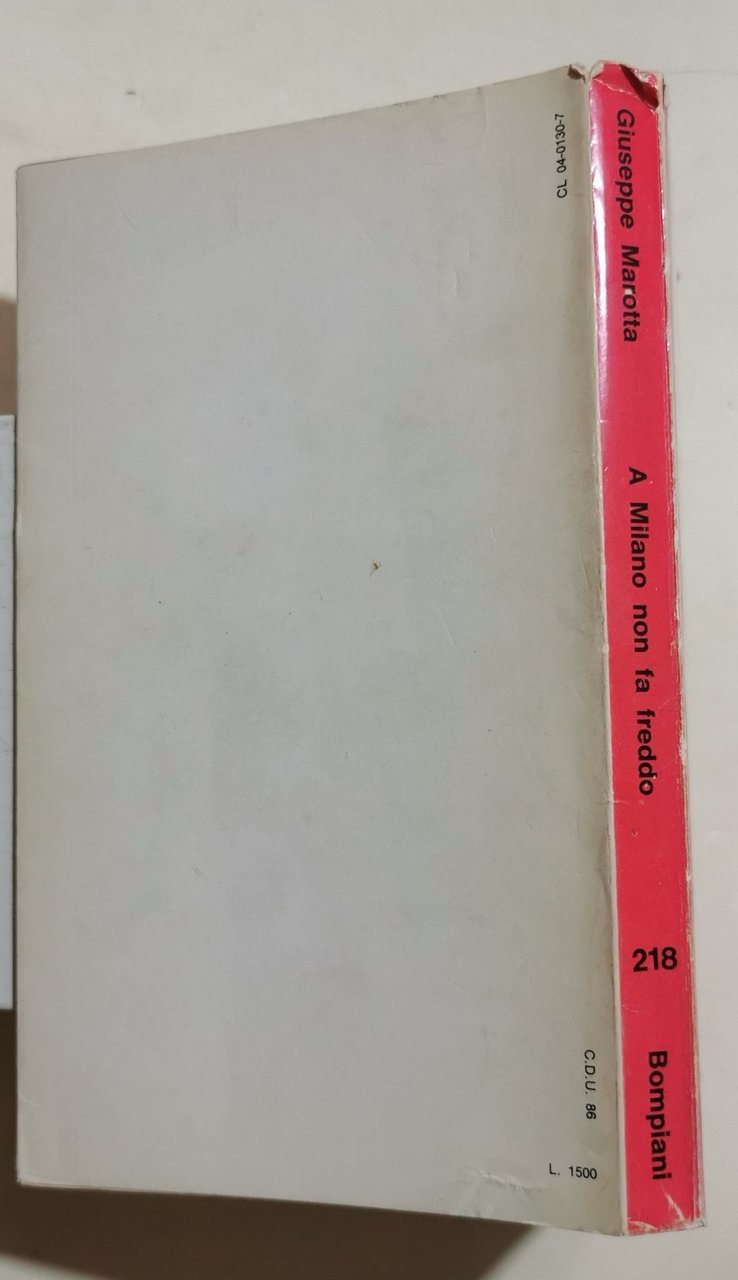 CL 04-0130-7
C.D.U. 86
L. 1500
Giuseppe Marotta
A Milano non fa freddo
218
Bompiani